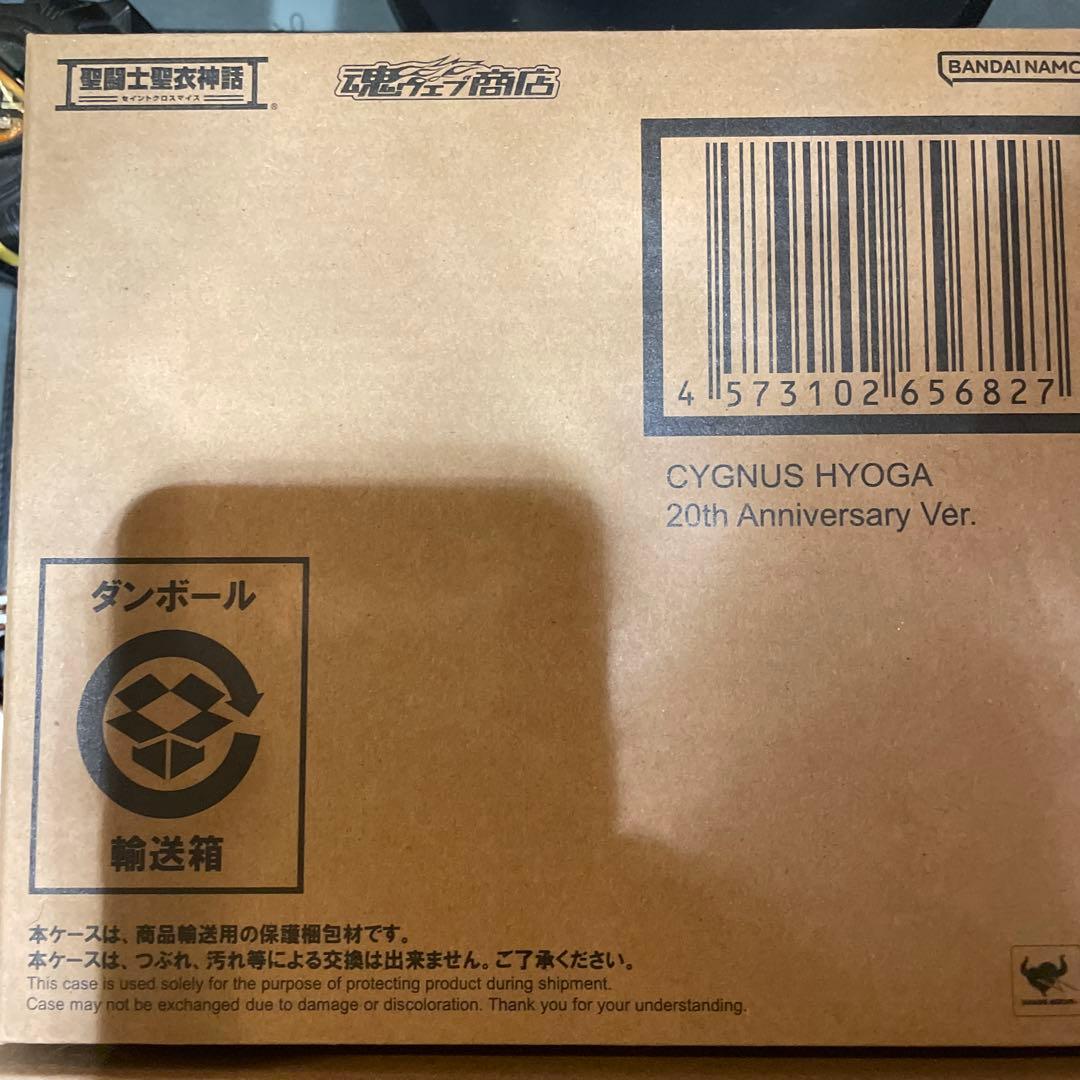 聖闘士聖衣神話
セイントクロスマイス
®
魂ウェブ商店
BANDAI NAMCO
4 573102 656827
CYGNUS HYOGA
20th Anniversary Ver.
ダンボール
輸送箱
本ケースは、商品輸送用の保護梱包材です。
本ケースは、つぶれ、汚れ等による交換は出来ません。ご了承ください。
This case is used solely for the purpose of protecting product during shipment.
Case may not be exchanged due to damage or discoloration. Thank you for your understanding.